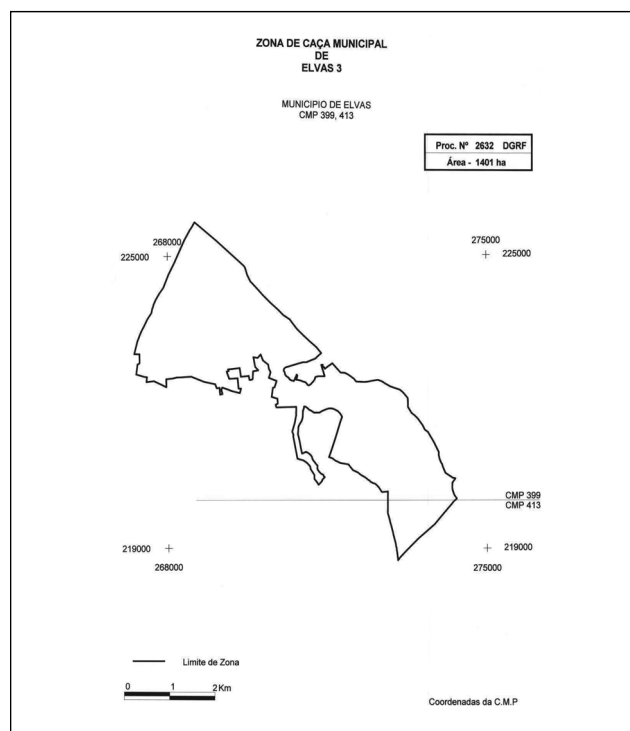 ZONA DE CAÇA MUNICIPAL
DE
ELVAS 3
MUNICIPIO DE ELVAS
CMP 399, 413
Proc. Nº 2632 DGRF
Área - 1401 ha
268000
225000
275000
225000
CMP 399
CMP 413
219000
268000
219000
275000
Limite de Zona
0 1 2 Km
Coordenadas da C.M.P